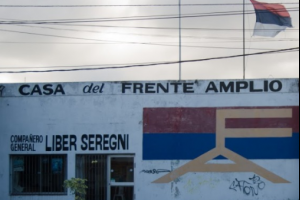 CASA del FRENTE AMPLIO
COMPAÑERO
GENERAL LIBER SEREGNI